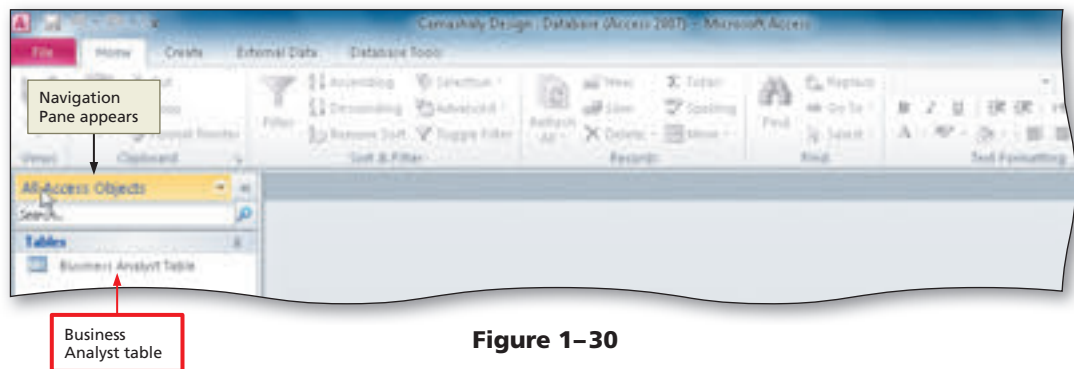 Camashaly Design : Database (Access 2007) - Microsoft Access
File Home Create External Data Database Tools
Navigation
Pane appears
Filter
Ascending
Descending
Remove Sort
Selection
Advanced
Toggle Filter
Refresh
All
New
Save
Delete
Totals
Spelling
More
Find
Replace
Go To
Select
B I U
A
Format Painter
Views Clipboard Sort & Filter Records Find Text Formatting
All Access Objects
Search...
Tables
Business Analyst Table
Business
Analyst table
Figure 1–30